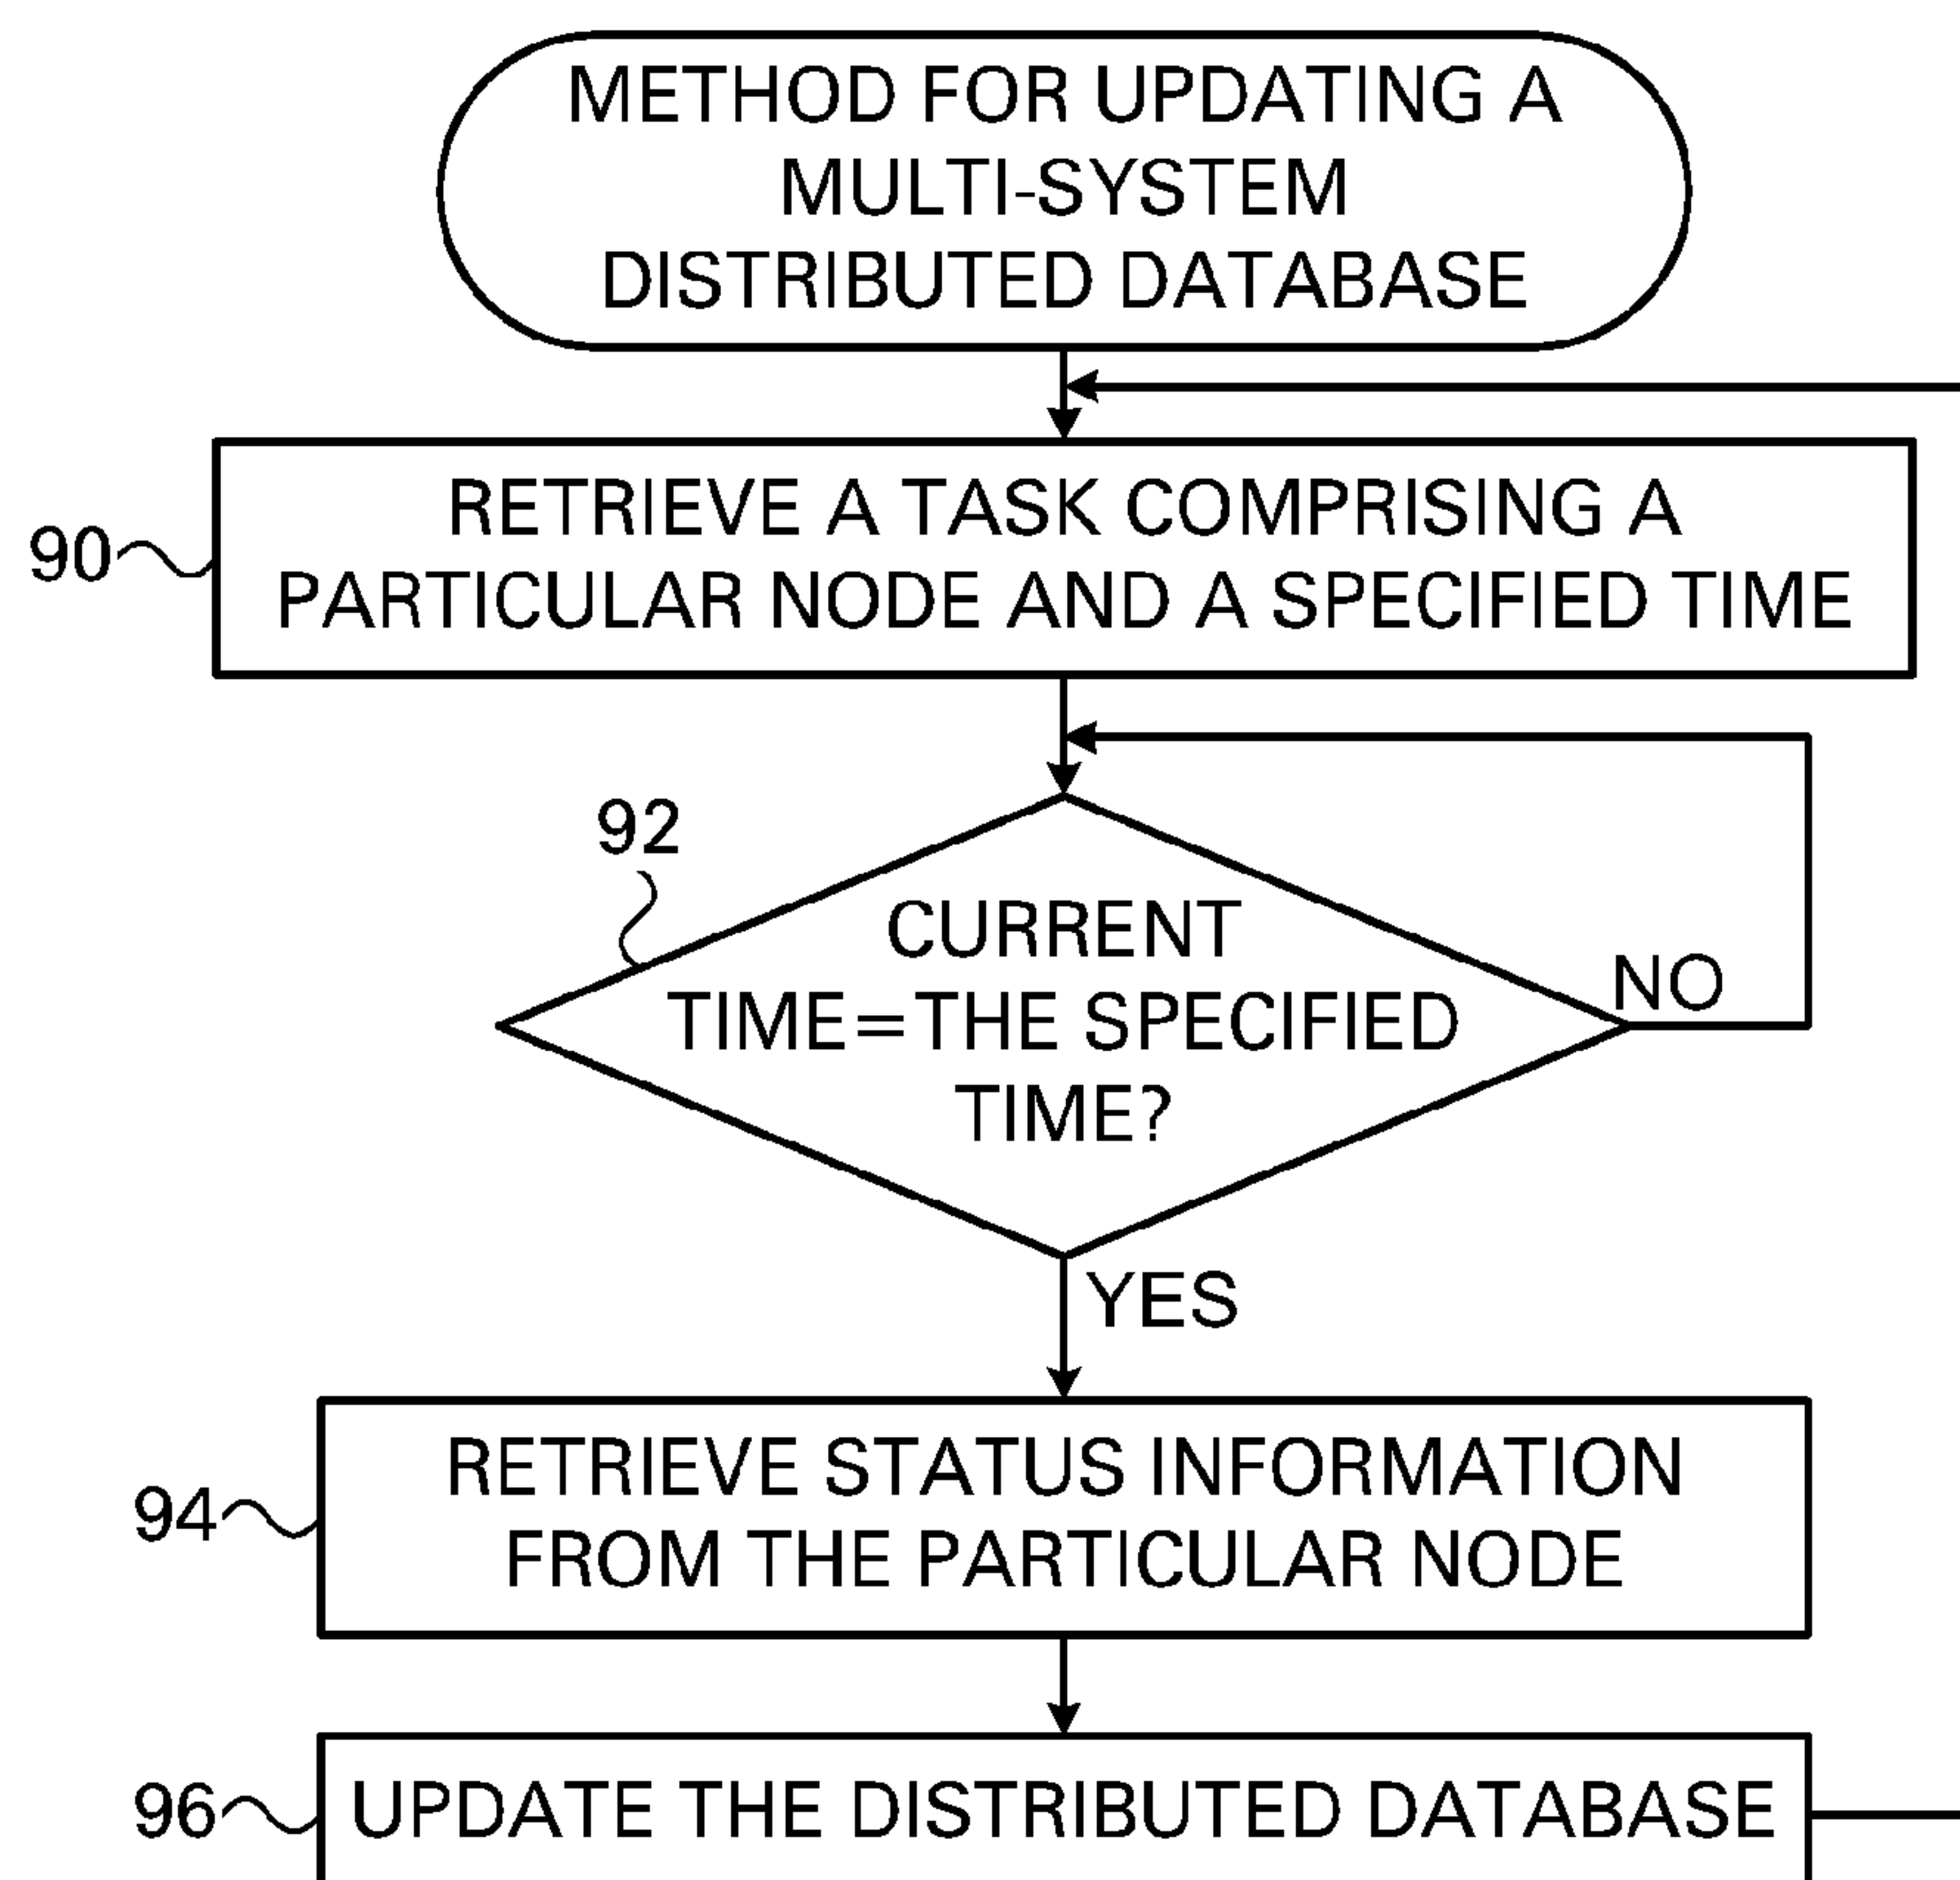 METHOD FOR UPDATING A
MULTI-SYSTEM
DISTRIBUTED DATABASE
90
RETRIEVE A TASK COMPRISING A
PARTICULAR NODE AND A SPECIFIED TIME
92
CURRENT
TIME=THE SPECIFIED
TIME?
NO
YES
94
RETRIEVE STATUS INFORMATION
FROM THE PARTICULAR NODE
96
UPDATE THE DISTRIBUTED DATABASE